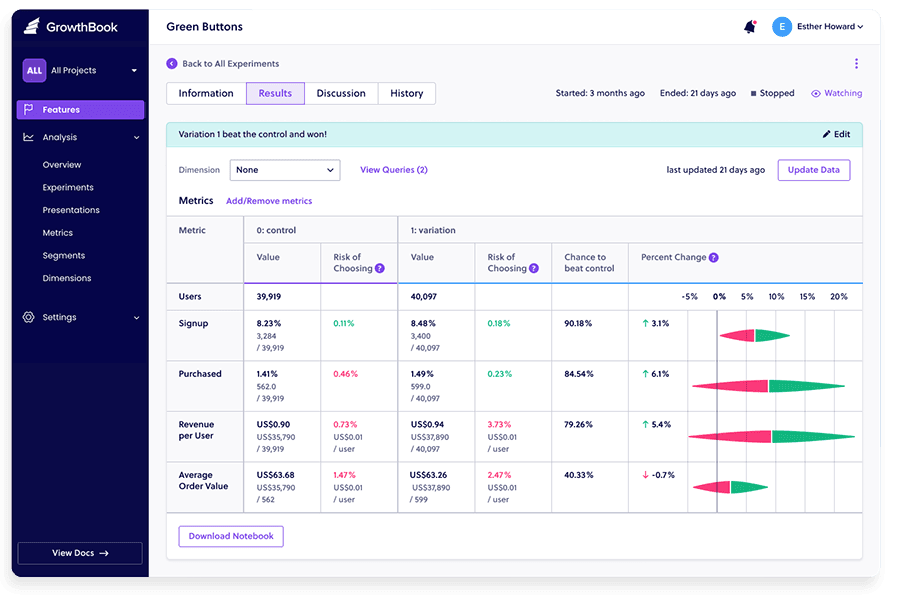 GrowthBook
Green Buttons
E Esther Howard
ALL All Projects
Features
Analysis
Overview
Experiments
Presentations
Metrics
Segments
Dimensions
Settings
View Docs →
Back to All Experiments
Information Results Discussion History
Started: 3 months ago Ended: 21 days ago Stopped Watching
Variation 1 beat the control and won! Edit
Dimension None View Queries (2) last updated 21 days ago Update Data
Metrics Add/Remove metrics
Metric 0: control 1: variation
Value Risk of Choosing ? Value Risk of Choosing ? Chance to beat control Percent Change ?
Users 39,919 40,097 -5% 0% 5% 10% 15% 20%
Signup 8.23% 0.11% 8.48% 0.18% 90.18% ↑ 3.1%
3,284 3,400
/ 39,919 / 40,097
Purchased 1.41% 0.46% 1.49% 0.23% 84.54% ↑ 6.1%
562.0 599.0
/ 39,919 / 40,097
Revenue US$0.90 0.73% US$0.94 3.73% 79.26% ↑ 5.4%
per User US$35,790 US$0.01 US$37,890 US$0.01
/ 39,919 / user / 40,097 / user
Average US$63.68 1.47% US$63.26 2.47% 40.33% ↓ -0.7%
Order Value US$35,790 US$0.01 US$37,890 US$0.01
/ 562 / user / 599 / user
Download Notebook